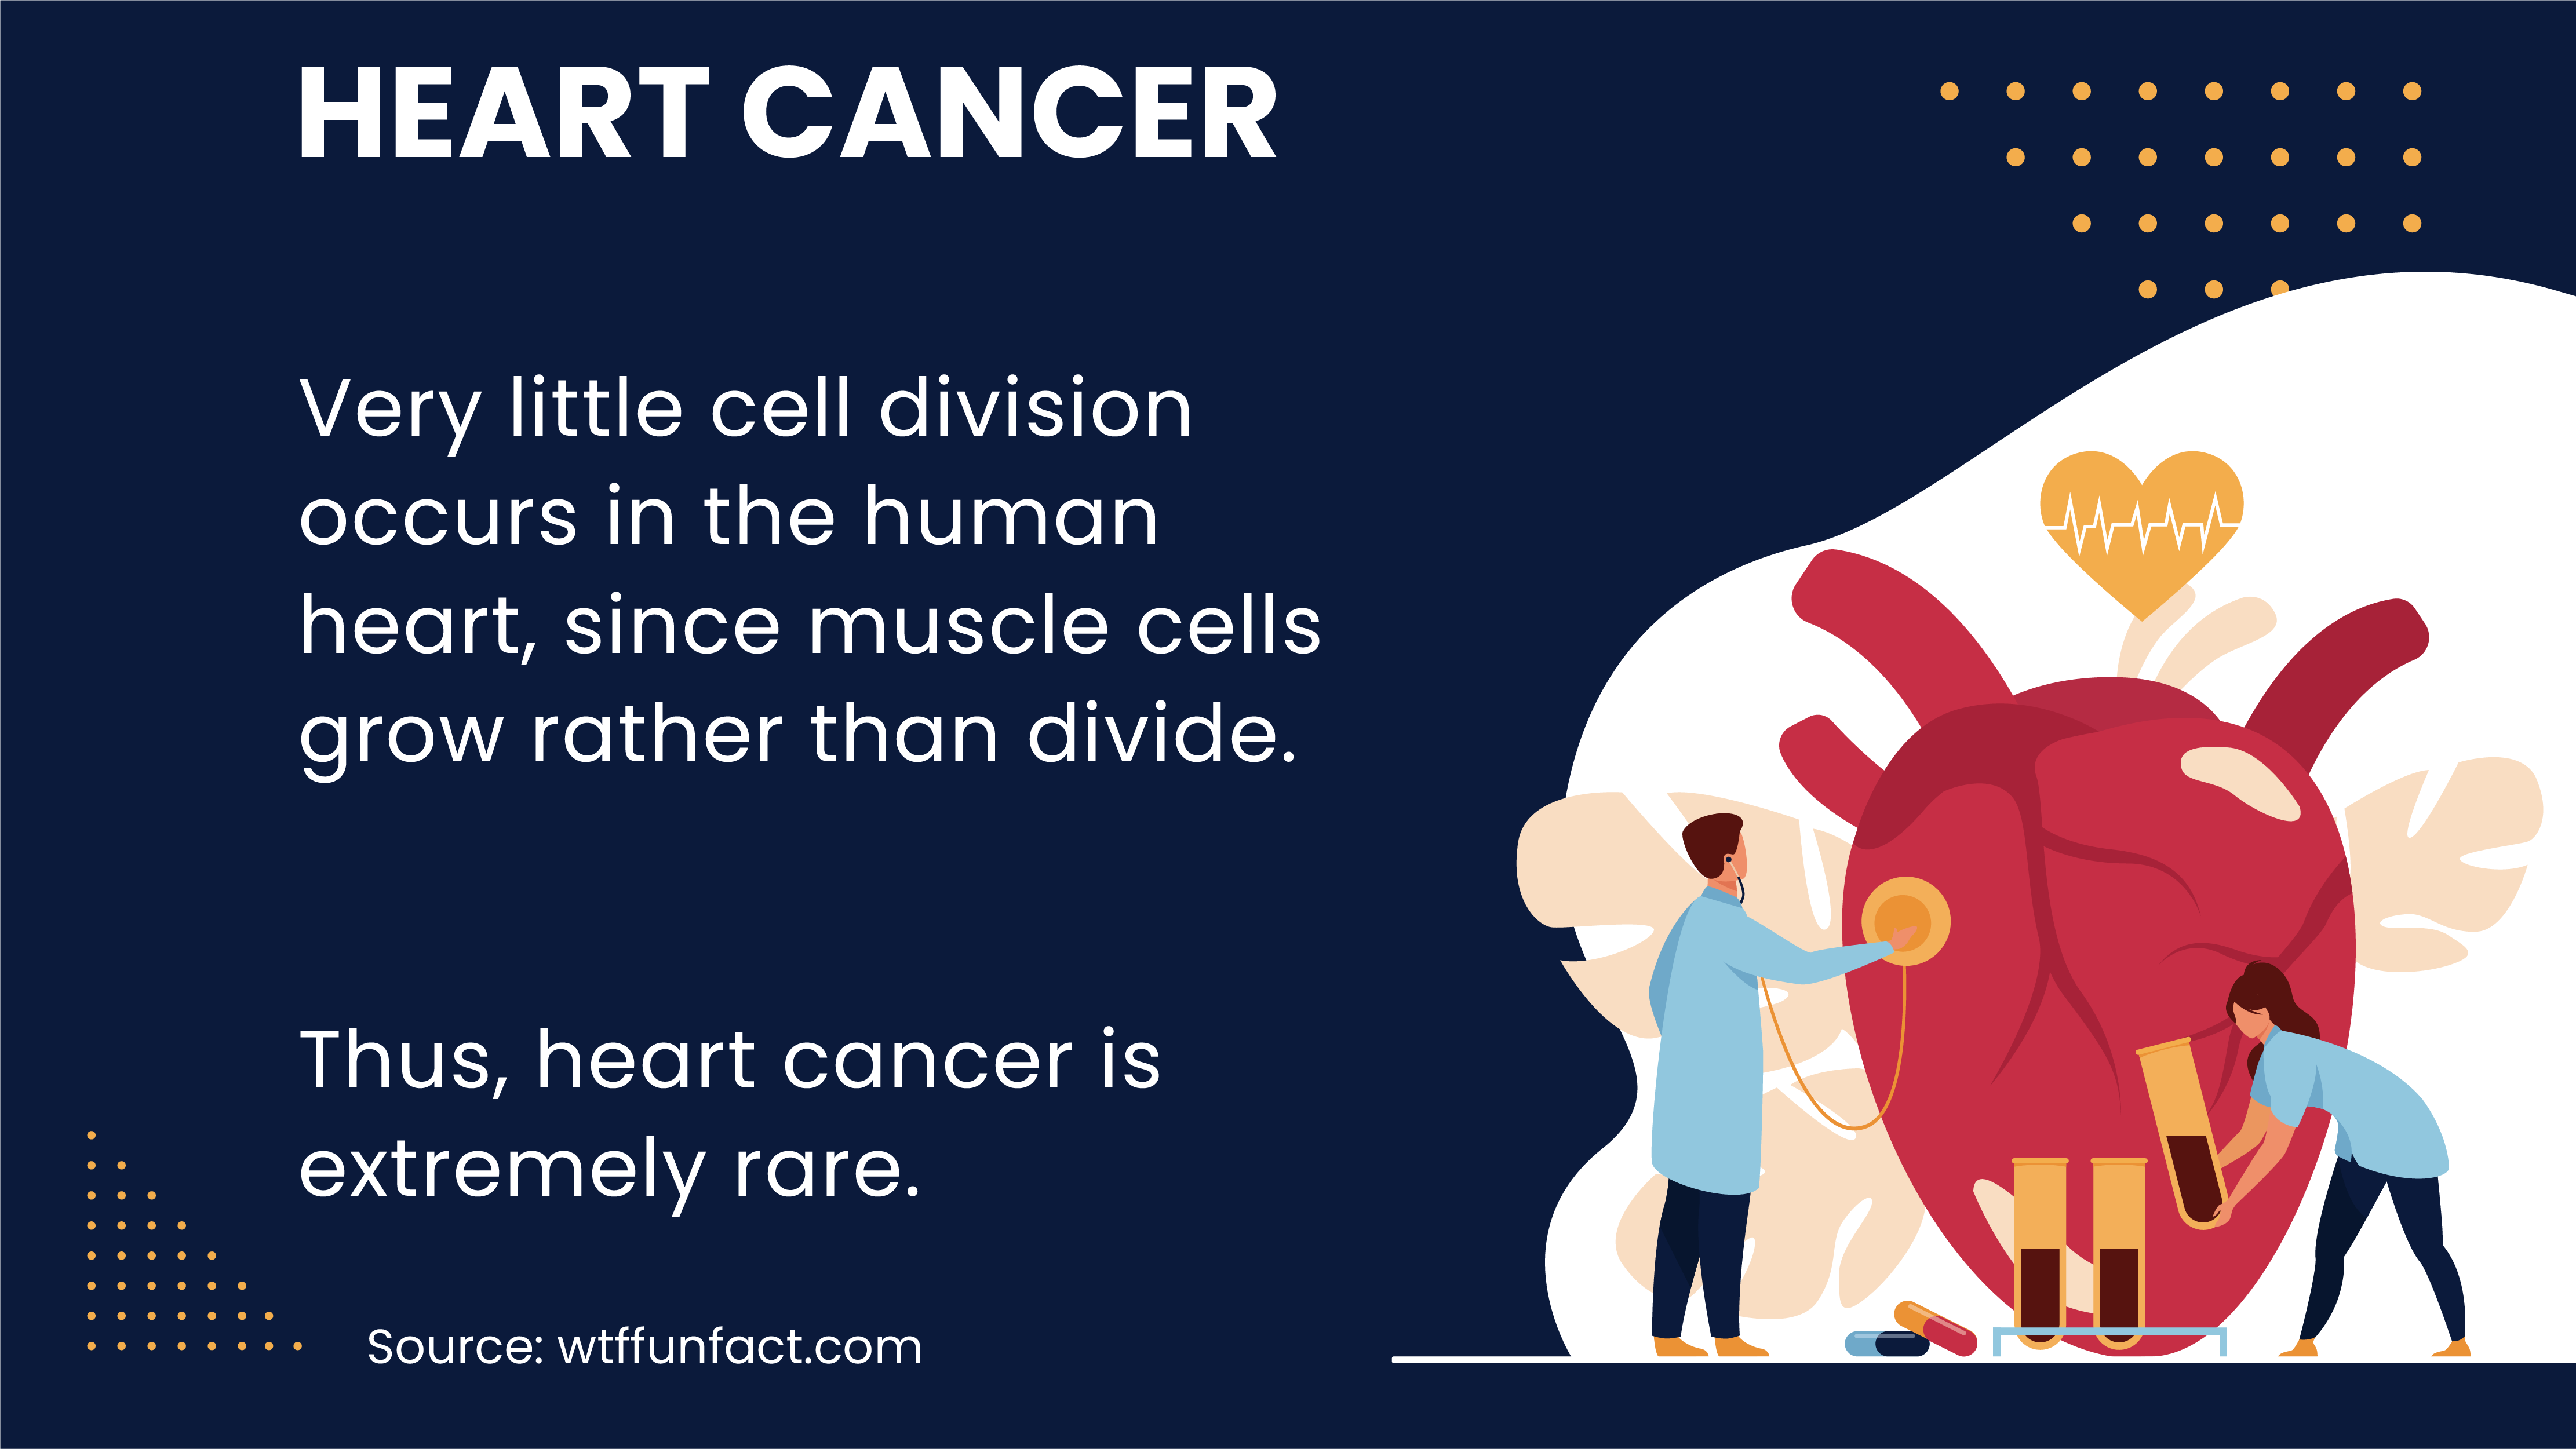 HEART CANCER
Very little cell division
occurs in the human
heart, since muscle cells
grow rather than divide.
Thus, heart cancer is
extremely rare.
Source: wtffunfact.com